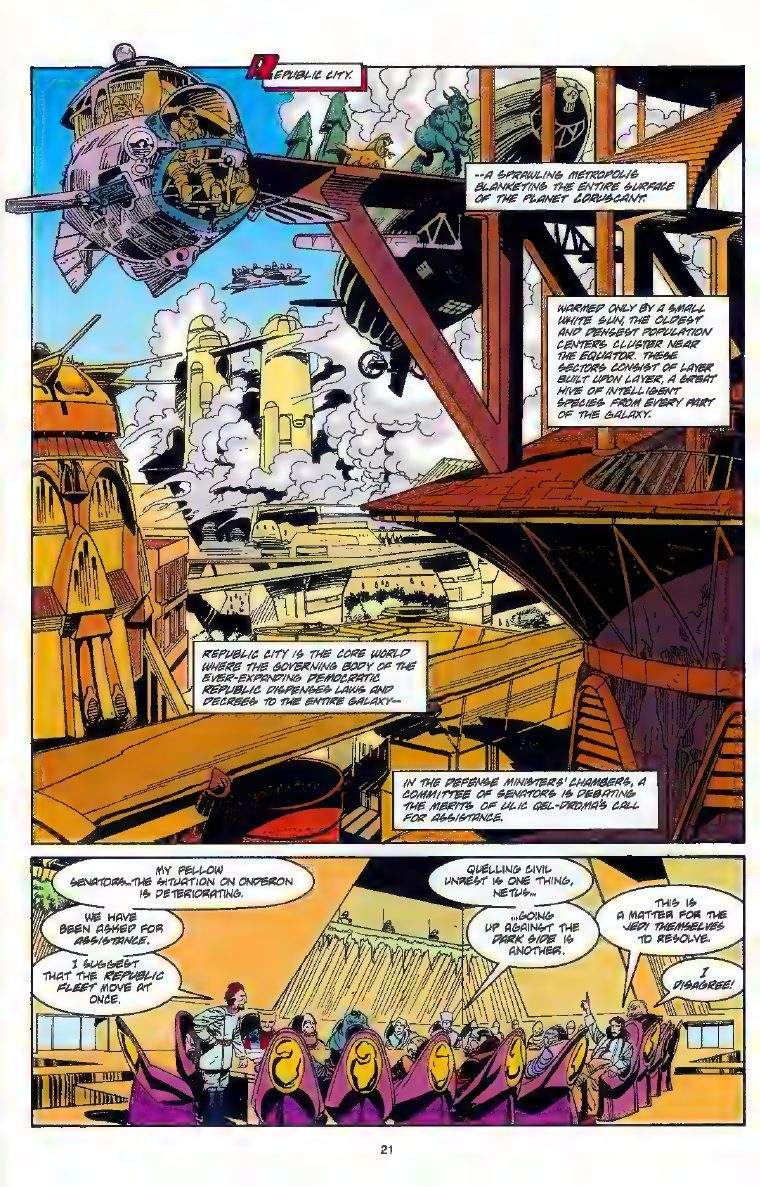 REPUBLIC CITY.
--A SPRAWLING METROPOLIS
BLANKETING THE ENTIRE SURFACE
OF THE PLANET CORUSCANT.
WARMED ONLY BY A SMALL
WHITE SUN, THE OLDEST
AND DENSEST POPULATION
CENTERS CLUSTER NEAR
THE EQUATOR. THESE
SECTORS CONSIST OF LAYER
BUILT UPON LAYER, A GREAT
HIVE OF INTELLIGENT
SPECIES FROM EVERY PART
OF THE GALAXY.
REPUBLIC CITY IS THE CORE WORLD
WHERE THE GOVERNING BODY OF THE
EVER-EXPANDING DEMOCRATIC
REPUBLIC DISPENSES LAWS AND
DECREES TO THE ENTIRE GALAXY--
IN THE DEFENSE MINISTERS' CHAMBERS, A
COMMITTEE OF SENATORS IS DEBATING
THE MERITS OF ULIC QEL-DROMA'S CALL
FOR ASSISTANCE.
MY FELLOW
SENATORS...THE SITUATION ON ONDERON
IS DETERIORATING.
WE HAVE
BEEN ASKED FOR
ASSISTANCE.
I SUGGEST
THAT THE REPUBLIC
FLEET MOVE AT
ONCE.
QUELLING CIVIL
UNREST IS ONE THING,
NETUS...
...GOING
UP AGAINST THE
DARK SIDE IS
ANOTHER.
THIS IS
A MATTER FOR THE
JEDI THEMSELVES
TO RESOLVE.
I
DISAGREE!
21